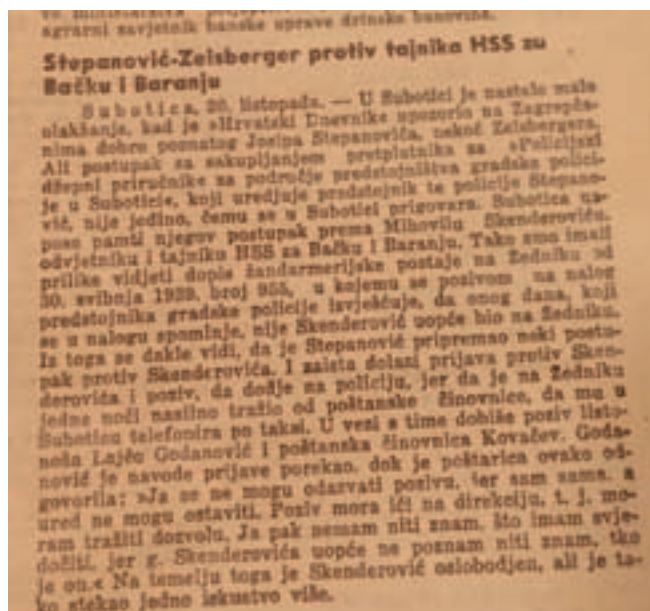 agrarni savjetnik banske uprave drinske banovine.
Stepanović-Zeisberger protiv tajnika HSS zu
Bačku i Baranju
Subotica, 20. listopada. — U Subotici je nastalo malo
olakšanje, kad je »Hrvatski Dnevnik« upozorio na Zagrepča-
nima dobro poznatog Josipa Stepanovića, nekoć Zeisbergera.
Ali postupak sa sakupljanjem pretplatnika za »Policijski
džepni priručnik« za područje predstojništva gradske polici-
je u Subotici«, koji uredjuje predstojnik te policije Stepano-
vić, nije jedino, čemu se u Subotici prigovara. Subotica
pamti njegov postupak prema Mihovilu Skenderoviću,
odvjetniku i tajniku HSS za Bačku i Baranju. Tako smo imali
prilike vidjeti dopis žandarmerijske postaje na Žedniku od
30. svibnja 1939. broj 955, u kojemu se pozivom na nalog
predstojnika gradske policije izvješćuje, da onog dana, koji
se u nalogu spominje, nije Skenderović uopće bio na Žedniku.
Iz toga se dakle vidi, da je Stepanović pripremao neki postu-
pak protiv Skenderovića. I zaista dolazi prijava protiv Sken-
derovića i poziv, da dodje na policiju, jer da je na Žedniku
jedne noći nasilno tražio od poštanske činovnice, da mu u
Suboticu telefonira po taksi. U vezi s time dobiše poziv listo-
noša Lajčo Godanović i poštanska činovnica Kovačev. Goda-
nović je navode prijave porekao, dok je poštarica ovako od-
govorila: »Ja se ne mogu odazvati pozivu, jer sam sama, a
ured ne mogu ostaviti. Poziv mora ići na direkciju, t. j. mo-
ram tražiti dozvolu. Ja pak nemam niti znam, što imam svje-
dočiti, jer g. Skenderovića uopće ne poznam niti znam, tko
je on.« Na temelju toga je Skenderović oslobodjen, ali je ta-
ko stekao jedno iskustvo više.